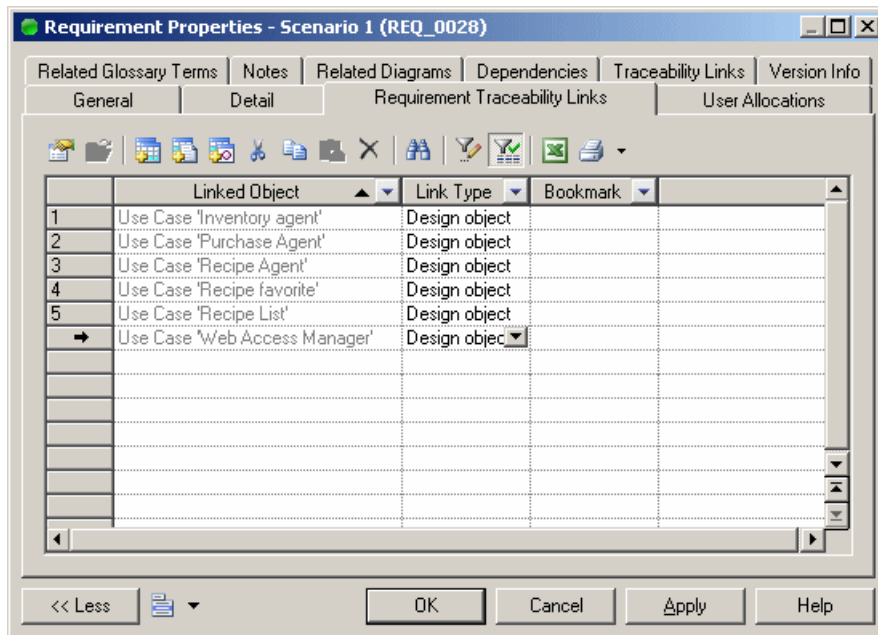 Requirement Properties - Scenario 1 (REQ_0028)
Related Glossary Terms Notes Related Diagrams Dependencies Traceability Links Version Info
General Detail Requirement Traceability Links User Allocations
Linked Object Link Type Bookmark
1 Use Case 'Inventory agent' Design object
2 Use Case 'Purchase Agent' Design object
3 Use Case 'Recipe Agent' Design object
4 Use Case 'Recipe favorite' Design object
5 Use Case 'Recipe List' Design object
Use Case 'Web Access Manager' Design objec
<< Less OK Cancel Apply Help